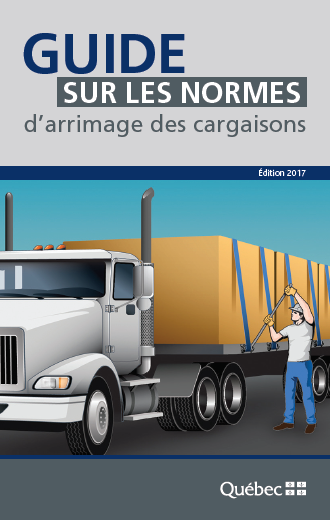 GUIDE
SUR LES NORMES
d'arrimage des cargaisons
Édition 2017
Québec